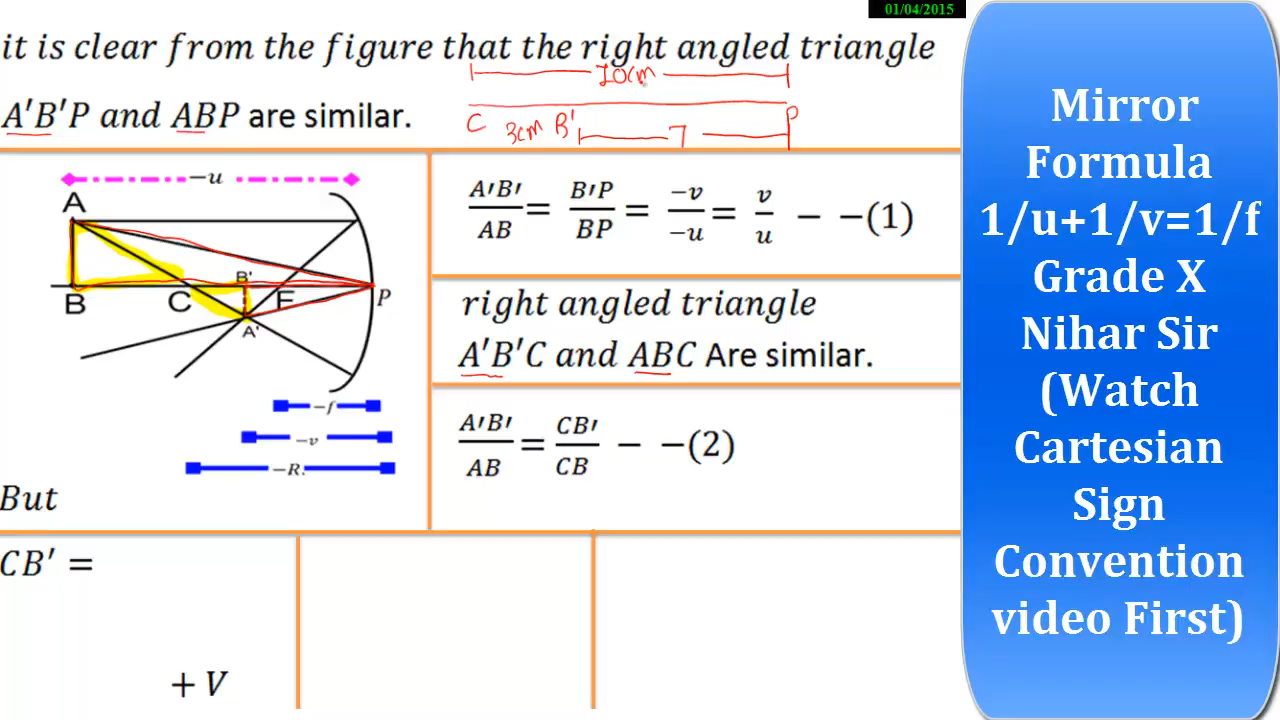 01/04/2015
it is clear from the figure that the right angled triangle
A′B′P and ABP are similar.
10cm
C 3cm B' 7 P
−u
A
B C B' F P
A'
−f
−v
−R.
But
A′B′/AB = B′P/BP = −v/−u = v/u − −(1)
right angled triangle
A′B′C and ABC Are similar.
A′B′/AB = CB′/CB − −(2)
CB′ =
+ V
Mirror
Formula
1/u+1/v=1/f
Grade X
Nihar Sir
(Watch
Cartesian
Sign
Convention
video First)